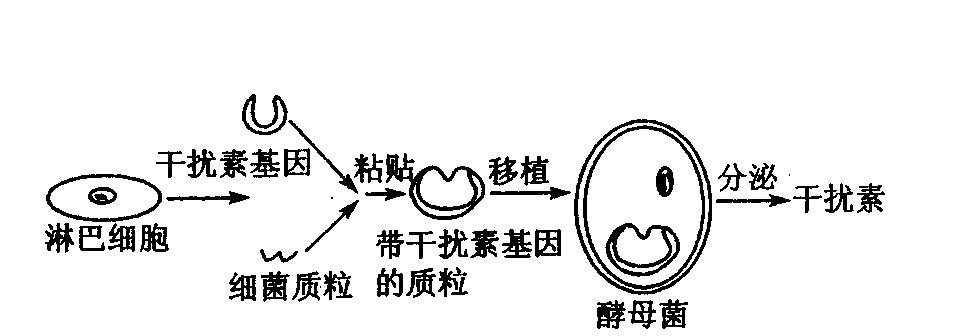 干扰素基因
淋巴细胞
细菌质粒
粘贴
带干扰素基因
的质粒
移植
酵母菌
分泌
干扰素